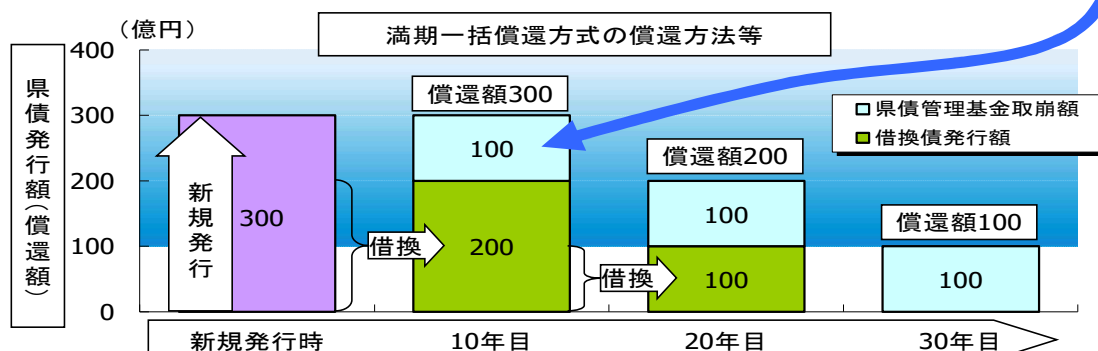 （億円）
満期一括償還方式の償還方法等
県債発行額(償還額)
400
300
200
100
0
償還額300
償還額200
償還額100
県債管理基金取崩額
借換債発行額
新規発行
300
借換
100
200
借換
100
100
100
新規発行時
10年目
20年目
30年目